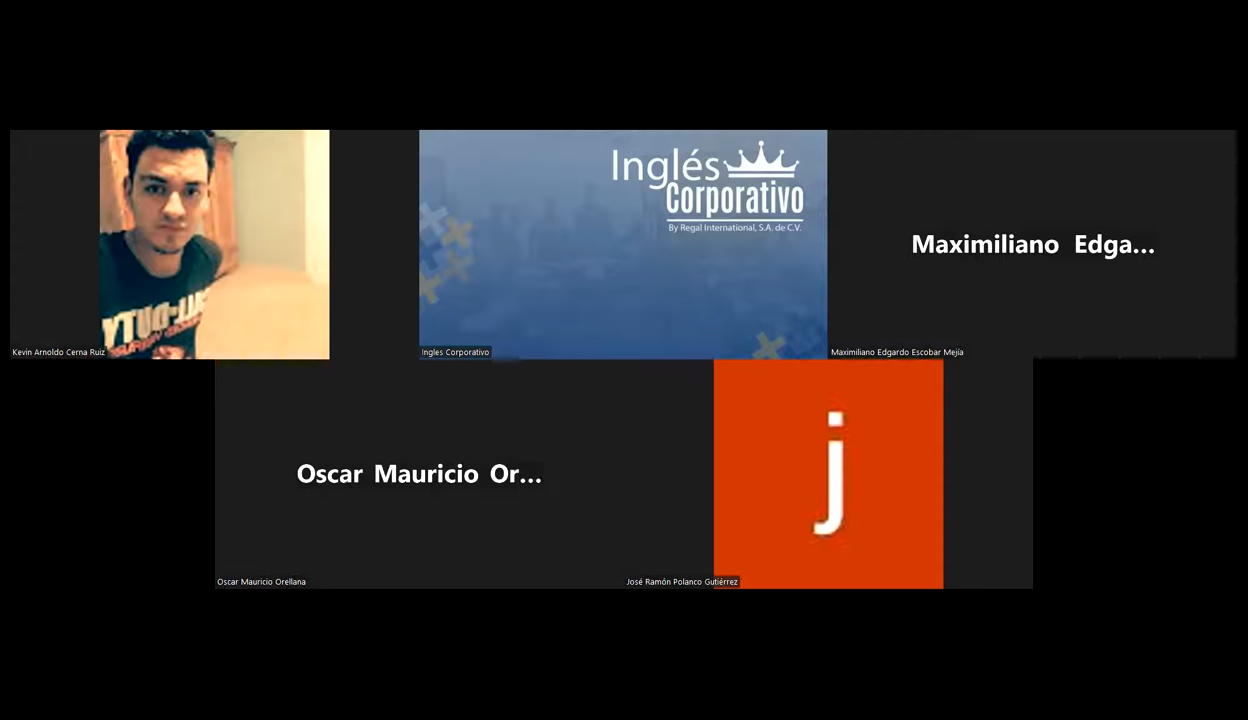 Inglés
Corporativo
By Regal International, S.A. de C.V.
Maximiliano Edga...
Kevin Arnoldo Cerna Ruiz
Ingles Corporativo
Maximiliano Edgardo Escobar Mejía
Oscar Mauricio Or...
j
Oscar Mauricio Orellana
José Ramón Polanco Gutiérrez